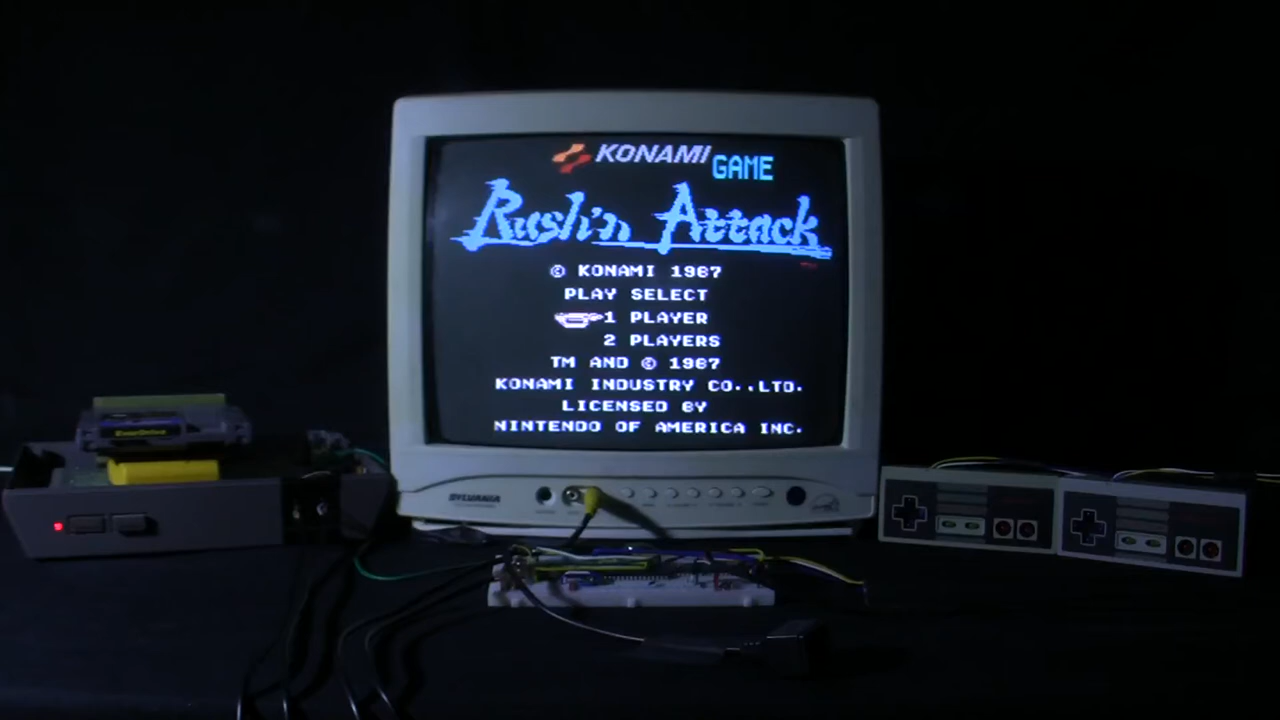 KONAMI GAME
Rush'n Attack
© KONAMI 1987
PLAY SELECT
1 PLAYER
2 PLAYERS
TM AND © 1987
KONAMI INDUSTRY CO.,LTD.
LICENSED BY
NINTENDO OF AMERICA INC.
EverDrive
SYLVANIA